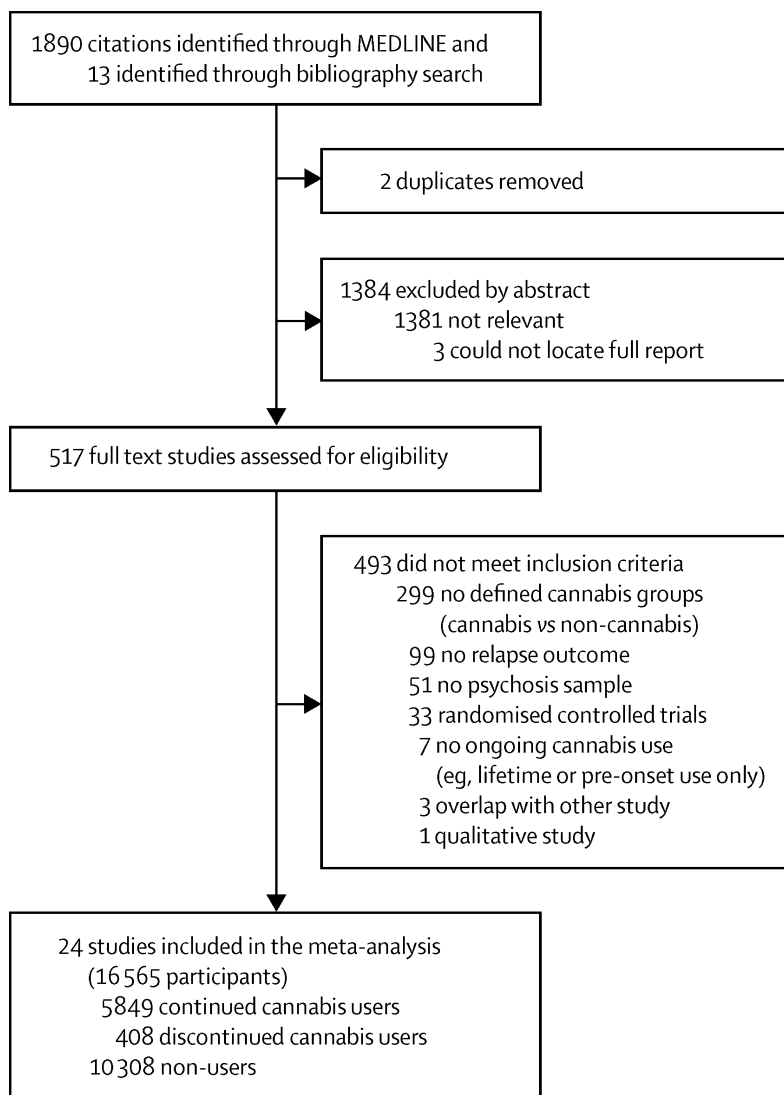 1890 citations identified through MEDLINE and
13 identified through bibliography search
2 duplicates removed
1384 excluded by abstract
1381 not relevant
3 could not locate full report
517 full text studies assessed for eligibility
493 did not meet inclusion criteria
299 no defined cannabis groups
(cannabis vs non-cannabis)
99 no relapse outcome
51 no psychosis sample
33 randomised controlled trials
7 no ongoing cannabis use
(eg, lifetime or pre-onset use only)
3 overlap with other study
1 qualitative study
24 studies included in the meta-analysis
(16 565 participants)
5849 continued cannabis users
408 discontinued cannabis users
10 308 non-users